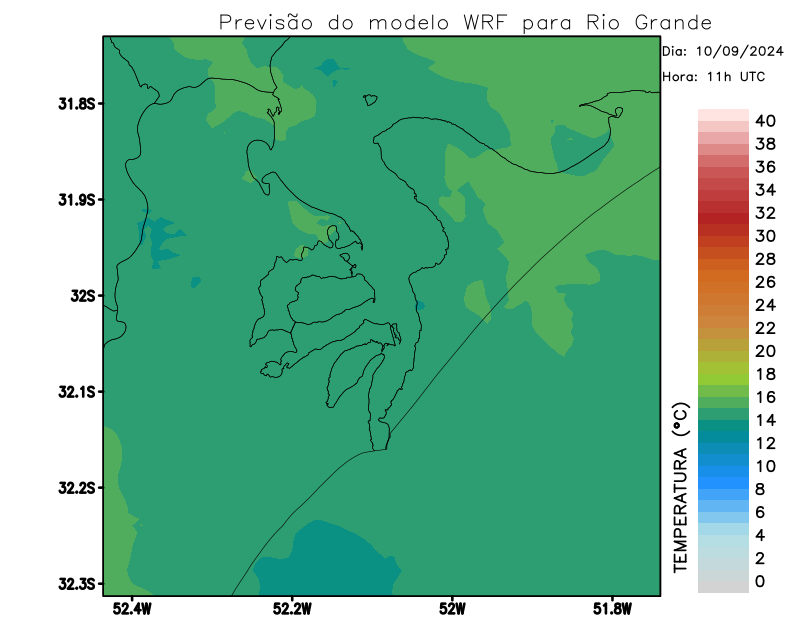 Previsão do modelo WRF para Rio Grande
Dia: 10/09/2024
Hora: 11h UTC
31.8S
31.9S
32S
32.1S
32.2S
32.3S
52.4W
52.2W
52W
51.8W
TEMPERATURA (°C)
40
38
36
34
32
30
28
26
24
22
20
18
16
14
12
10
8
6
4
2
0